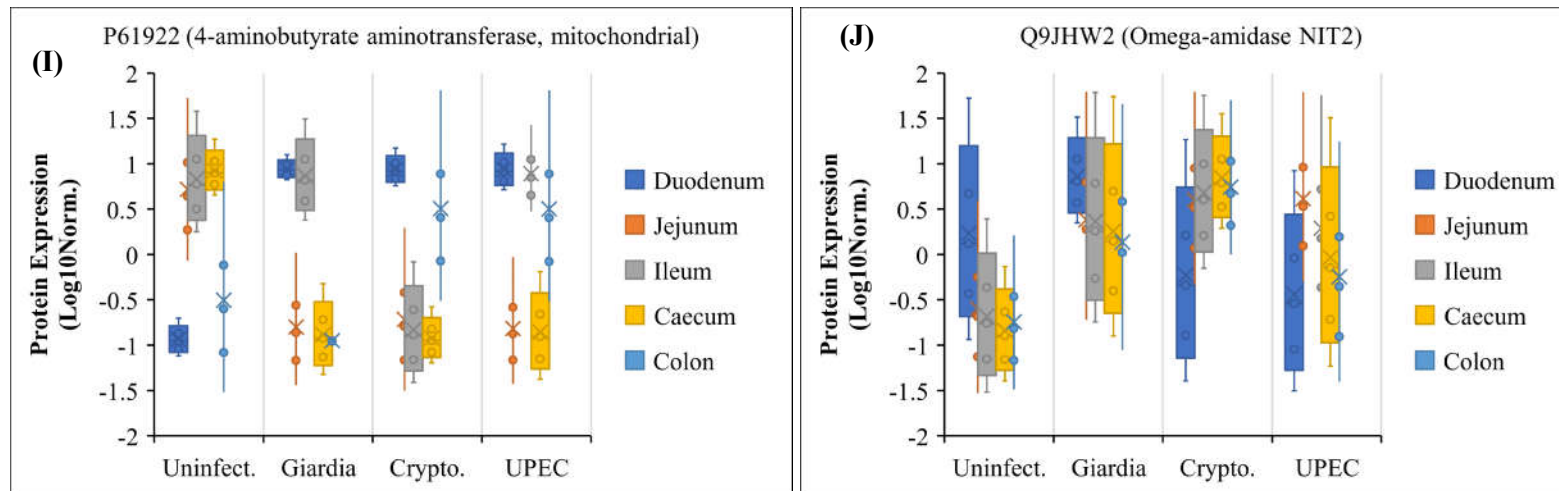 (I)
P61922 (4-aminobutyrate aminotransferase, mitochondrial)
Protein Expression
(Log10Norm.)
2
1.5
1
0.5
0
-0.5
-1
-1.5
-2
Uninfect. Giardia Crypto. UPEC
Duodenum
Jejunum
Ileum
Caecum
Colon
(J)
Q9JHW2 (Omega-amidase NIT2)
Protein Expression
(Log10Norm.)
2
1.5
1
0.5
0
-0.5
-1
-1.5
-2
Uninfect. Giardia Crypto. UPEC
Duodenum
Jejunum
Ileum
Caecum
Colon